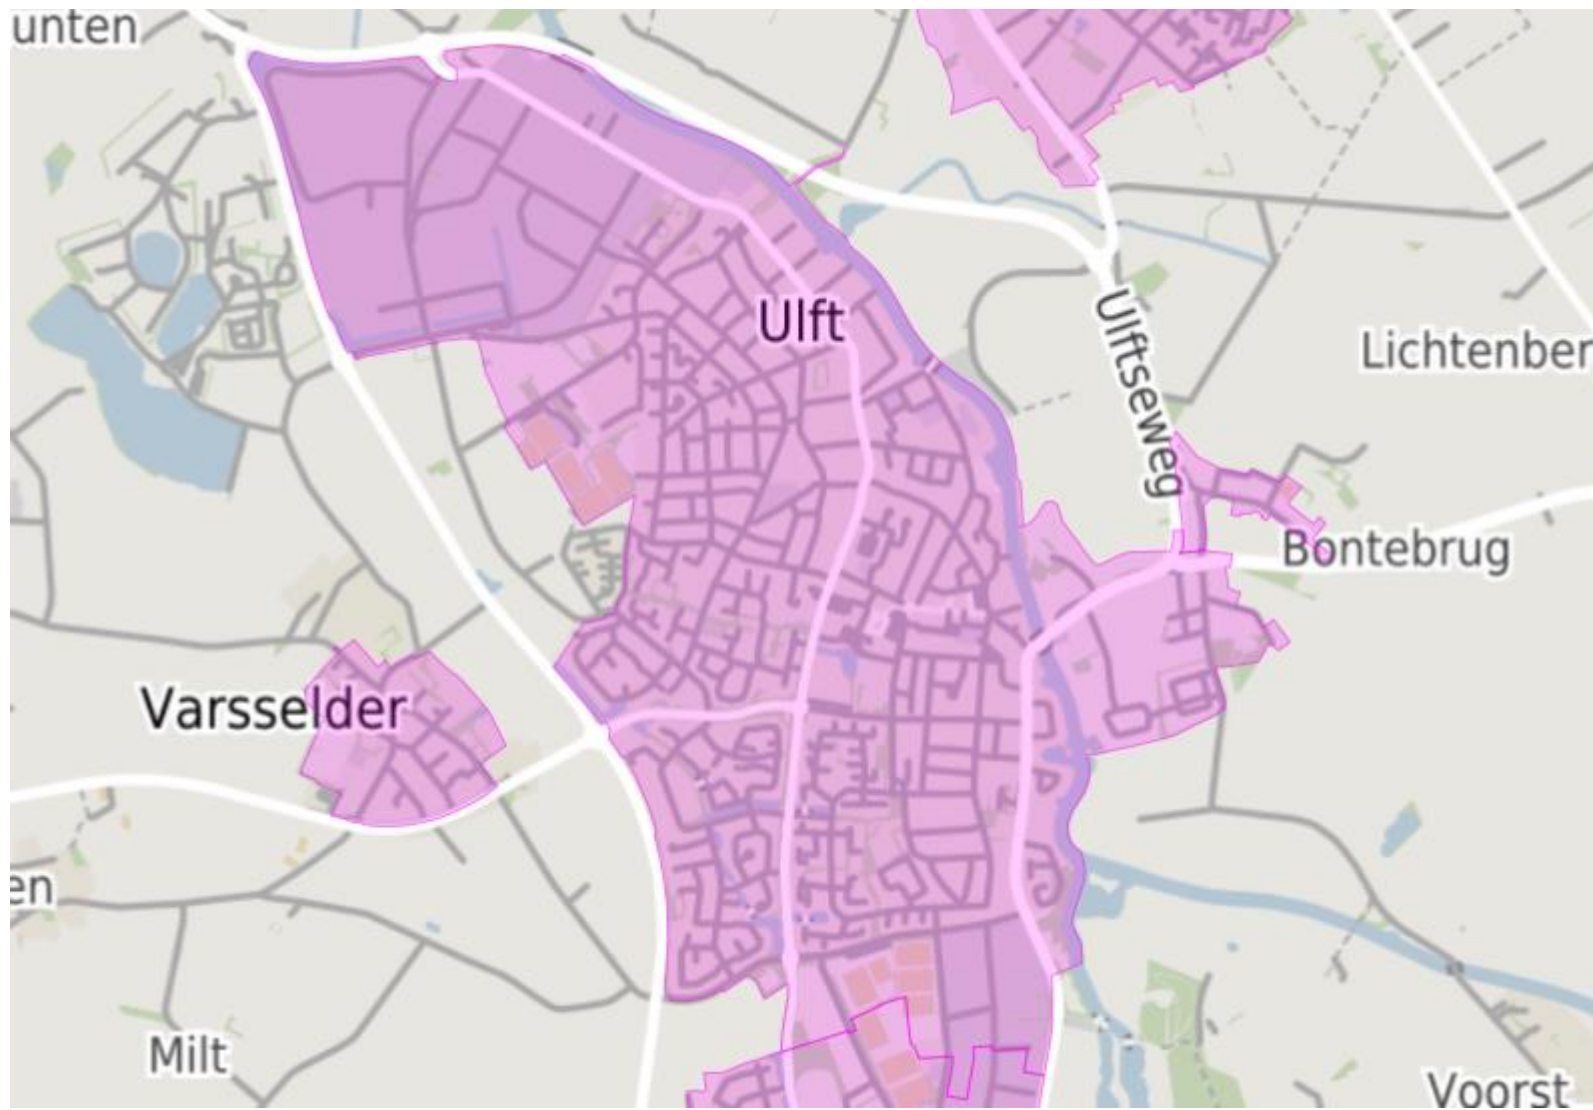 unten
Ulft
Ulftseweg
Lichtenber
Bontebrug
Varsselder
en
Milt
Voorst